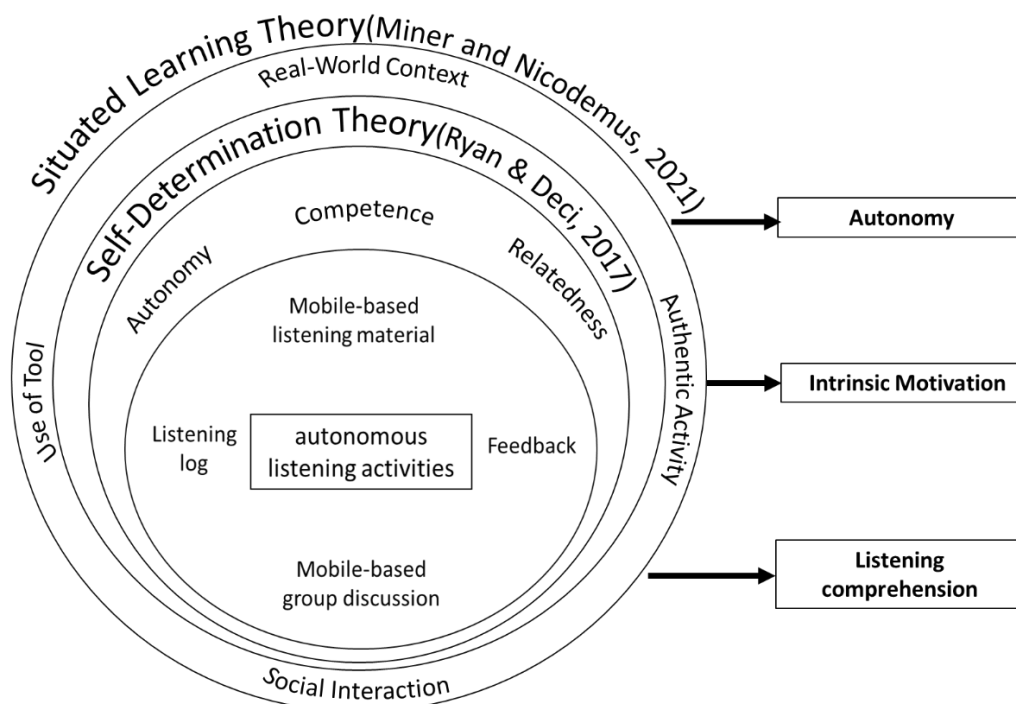 Situated Learning Theory(Miner and Nicodemus, 2021)
Real-World Context
Self-Determination Theory(Ryan & Deci, 2017)
Competence
Autonomy
Relatedness
Mobile-based
listening material
Use of Tool
Authentic Activity
Listening
log
autonomous
listening activities
Feedback
Mobile-based
group discussion
Social Interaction
Autonomy
Intrinsic Motivation
Listening
comprehension